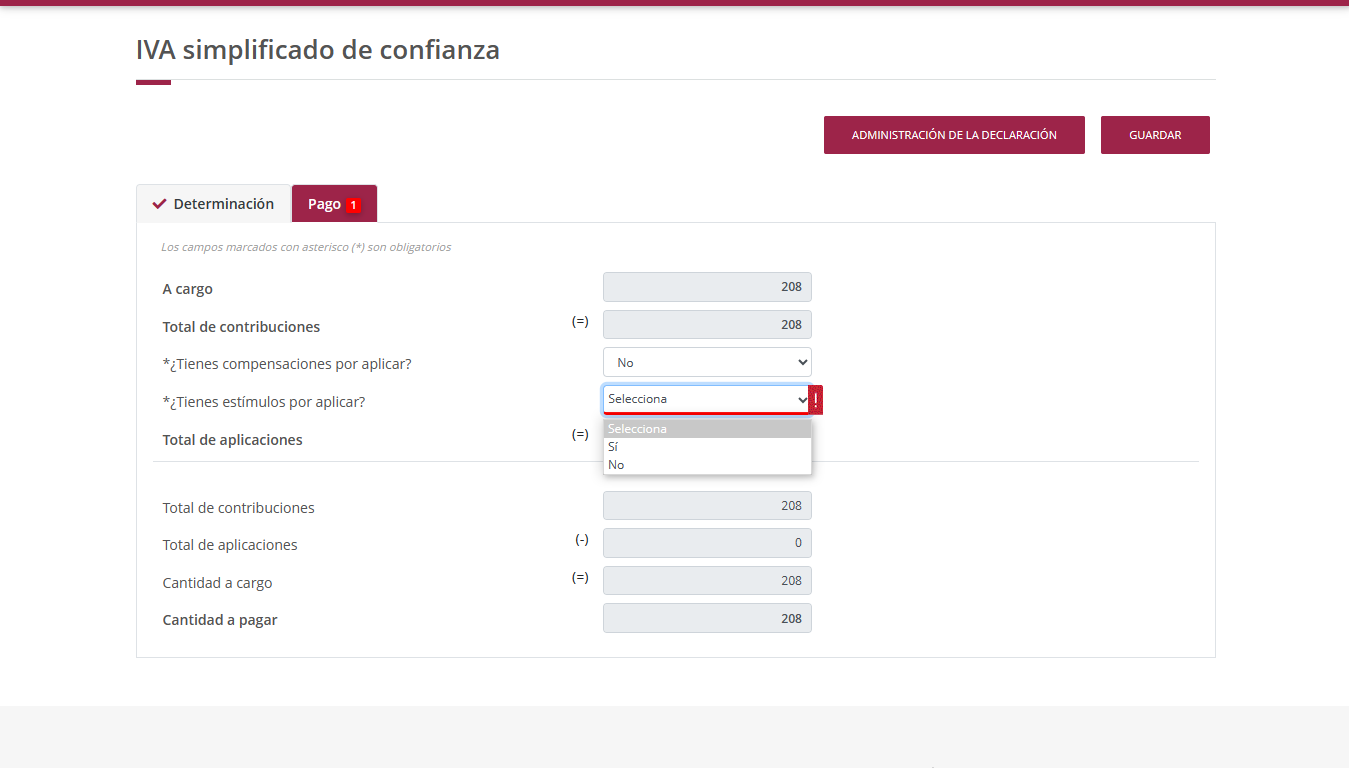 IVA simplificado de confianza
ADMINISTRACIÓN DE LA DECLARACIÓN GUARDAR
Determinación Pago 1
Los campos marcados con asterisco (*) son obligatorios
A cargo 208
Total de contribuciones (=) 208
*¿Tienes compensaciones por aplicar? No
*¿Tienes estímulos por aplicar? Selecciona !
Selecciona
Total de aplicaciones (=)
Sí
No
Total de contribuciones 208
Total de aplicaciones (-) 0
Cantidad a cargo (=) 208
Cantidad a pagar 208